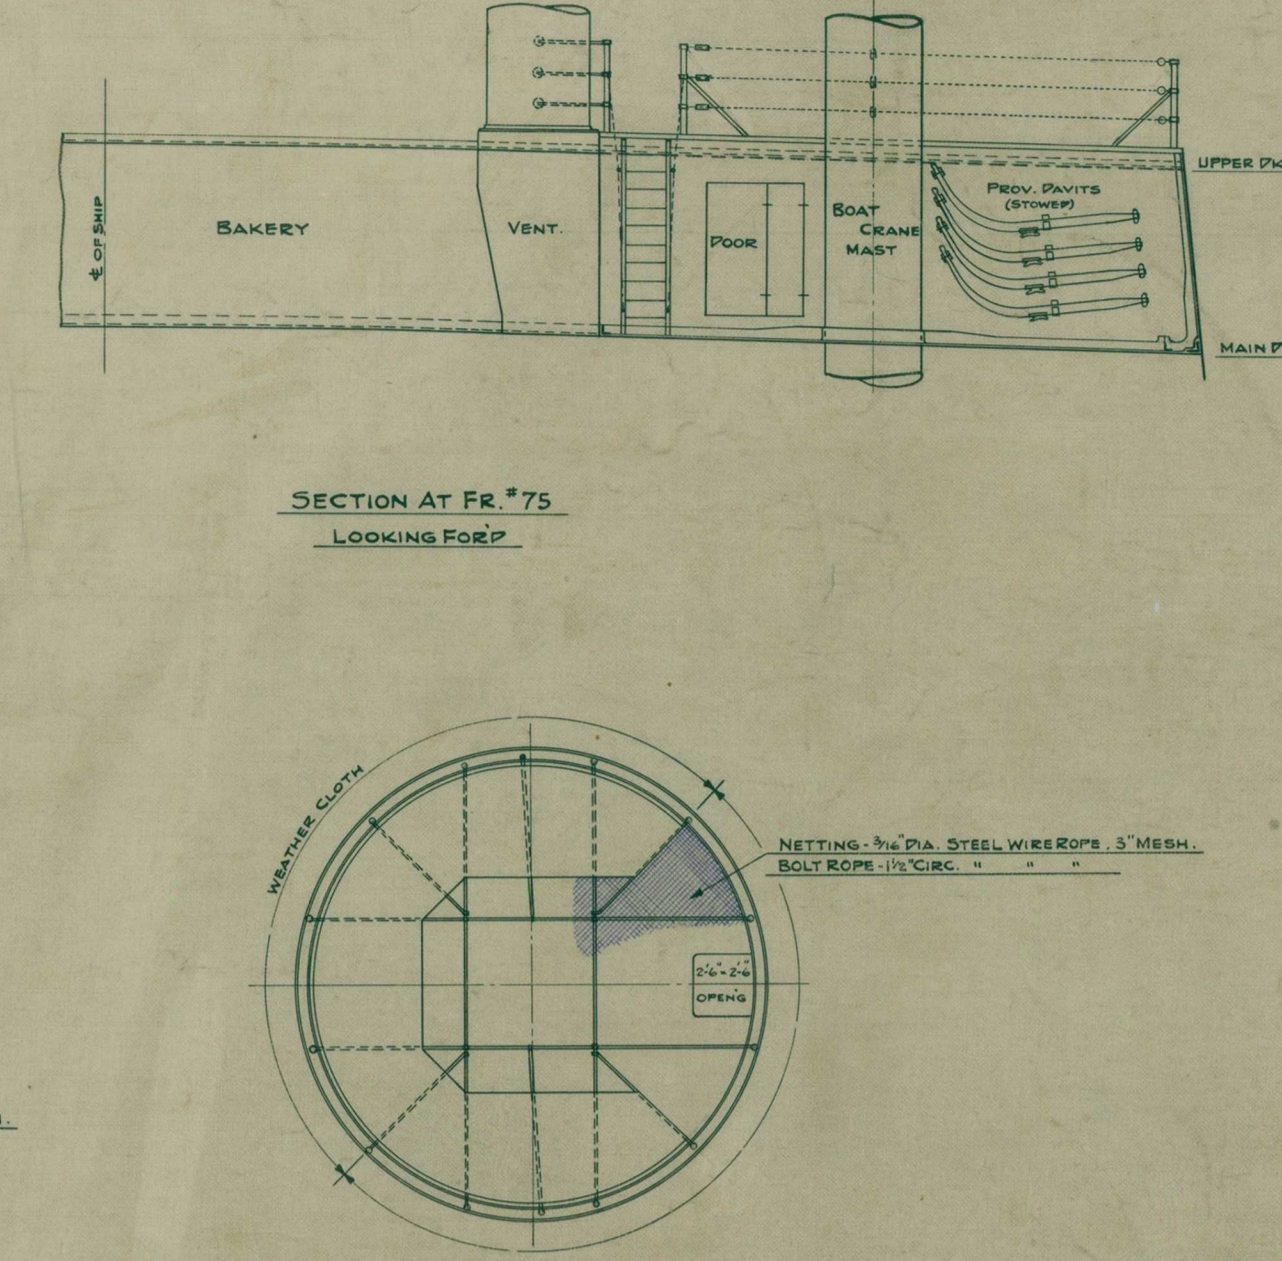 UPPER DK
PROV. DAVITS
(STOWED)
℄ OF SHIP
BAKERY
VENT.
DOOR
BOAT
CRANE
MAST
MAIN D
SECTION AT FR. #75
LOOKING FOR'D
WEATHER CLOTH
NETTING - 3/16" DIA. STEEL WIRE ROPE. 3" MESH.
BOLT ROPE - 1 1/2" CIRC. " " "
2'-6" x 2'-6"
OPEN'G